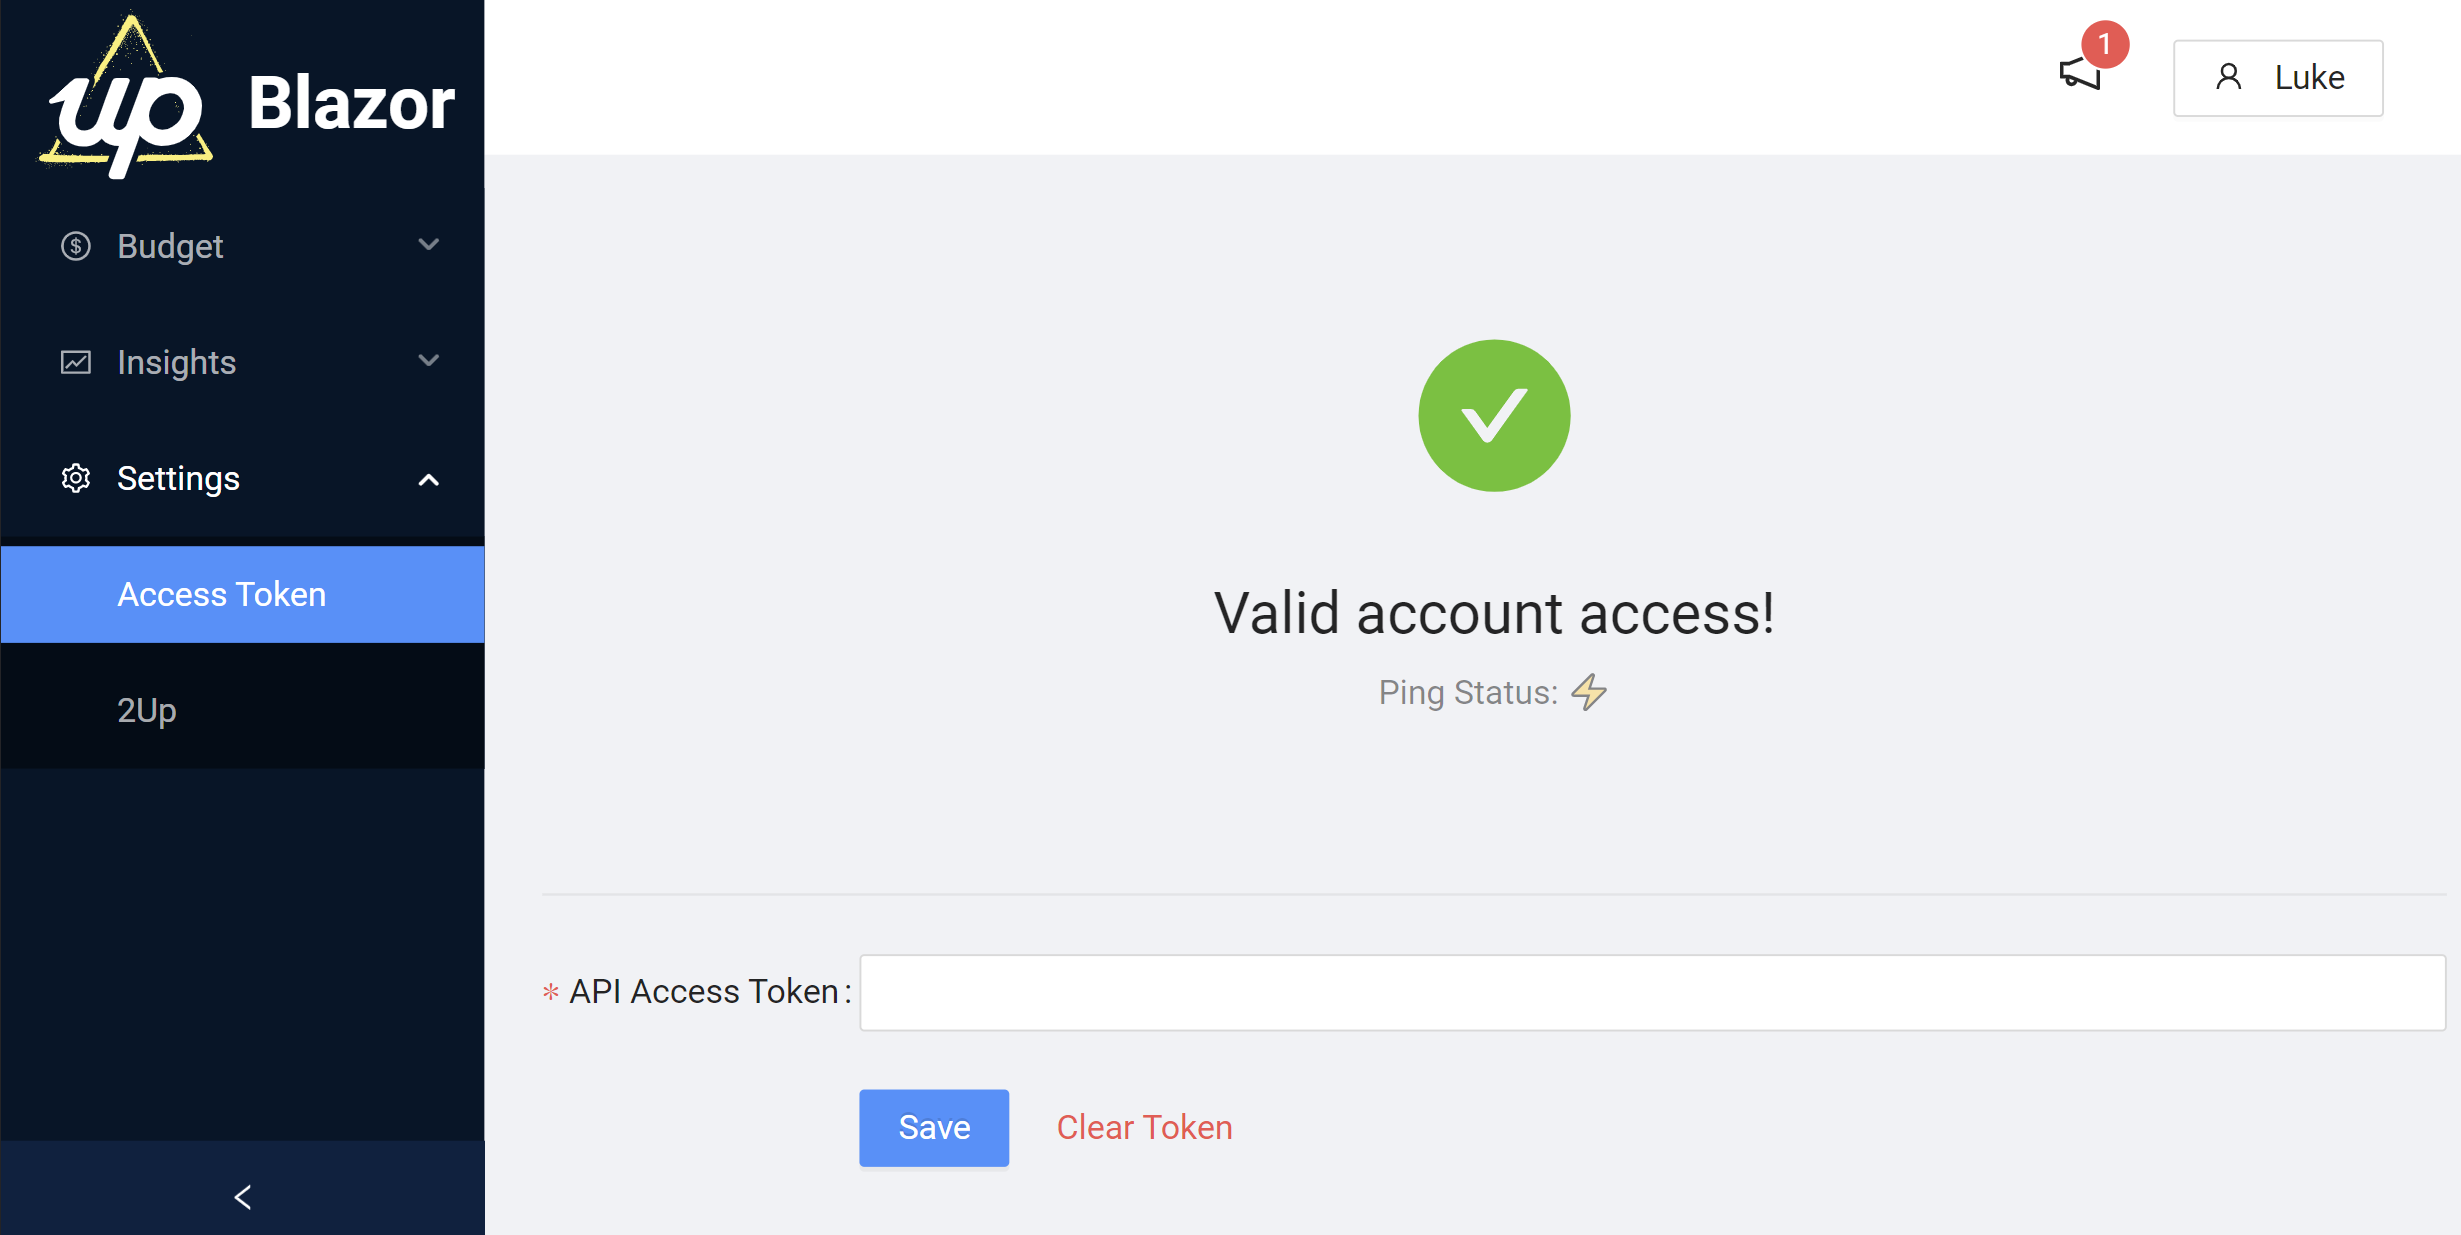 up Blazor
1
Luke
Budget
Insights
Settings
Access Token
2Up
Valid account access!
Ping Status: ⚡
* API Access Token:
Save Clear Token